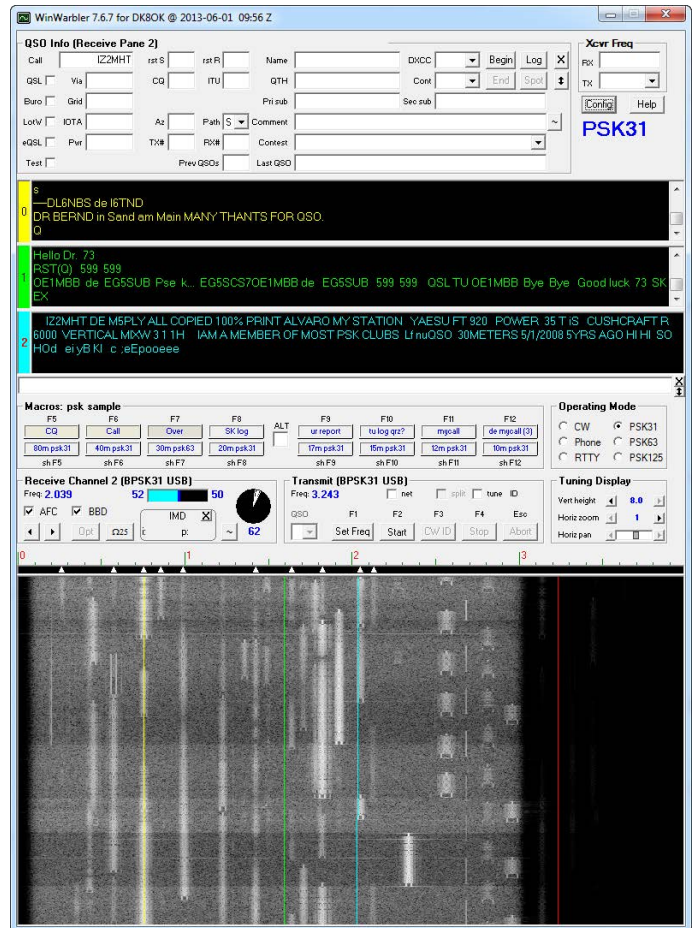 WinWarbler 7.6.7 for DK8OK @ 2013-06-01 09:56 Z
QSO Info (Receive Pane 2)
Xcvr Freq
Call IZ2MHT rst S rst R Name DXCC Begin Log X RX
QSL Via CQ ITU QTH Cont End Spot TX
Buro Grid Pri sub Sec sub Config Help
LotW IOTA Az Path S Comment ~
PSK31
eQSL Pwr TX# RX# Contest
Test Prev QSOs Last QSO
0
s
—DL6NBS de I6TND
DR BERND in Sand am Main MANY THANTS FOR QSO.
Q
1
Hello Dr. 73
RST(Q) 599 599
OE1MBB de EG5SUB Pse k... EG5SCS7OE1MBB de EG5SUB 599 599 QSL TU OE1MBB Bye Bye Good luck 73 SK
EX
2
IZ2MHT DE M5PLY ALL COPIED 100% PRINT ALVARO MY STATION YAESU FT 920 POWER 35 T iS CUSHCRAFT R
6000 VERTICAL MIXW 3 1 1H IAM A MEMBER OF MOST PSK CLUBS Lf nuQSO 30METERS 5/1/2008 5YRS AGO HI HI SO
HOd ei yB KI c ;eEpooeee
X
Macros: psk sample
Operating Mode
F5 F6 F7 F8 ALT F9 F10 F11 F12
CQ Call Over SK log ur report tu log qrz? mycall de mycall (3)
80m psk31 40m psk31 30m psk63 20m psk31 17m psk31 15m psk31 12m psk31 10m psk31
sh F5 sh F6 sh F7 sh F8 sh F9 sh F10 sh F11 sh F12
CW PSK31
Phone PSK63
RTTY PSK125
Receive Channel 2 (BPSK31 USB)
Freq: 2.039 52 50
AFC BBD IMD X
Opt Ω25 i: p: ~ 62
Transmit (BPSK31 USB)
Freq: 3.243 net split tune ID
QSO F1 F2 F3 F4 Esc
Set Freq Start CW ID Stop Abort
Tuning Display
Vert height 8.0
Horiz zoom 1
Horiz pan
0 1 2 3